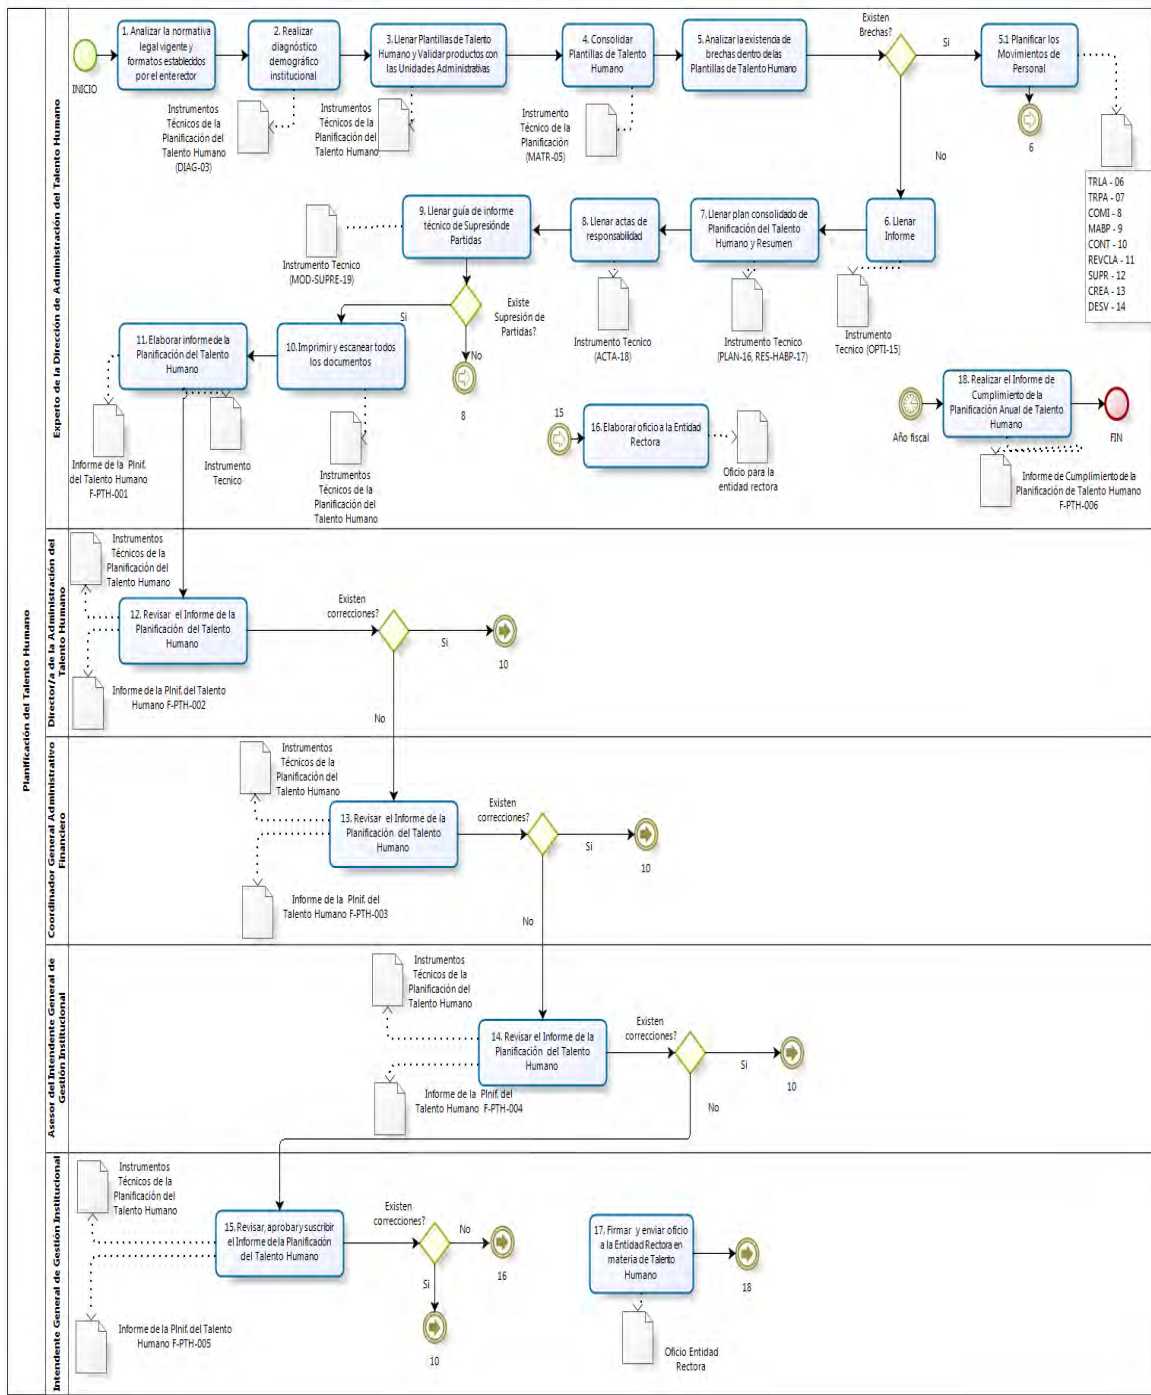 Planificación del Talento Humano
Experto de la Dirección de Administración del Talento Humano
INICIO
1. Analizar la normativa
legal vigente y
formatos establecidos
por el ente rector
2. Realizar
diagnóstico
demográfico
institucional
3. Llenar Plantillas de Talento
Humano y Validar productos con
las Unidades Administrativas
4. Consolidar
Plantillas de Talento
Humano
5. Analizar la existencia de
brechas dentro de las
Plantillas de Talento Humano
Existen
Brechas?
Si
No
5.1 Planificar los
Movimientos de
Personal
6
Instrumentos
Técnicos de la
Planificación del
Talento Humano
(DIAG-03)
Instrumentos
Técnicos de la
Planificación del
Talento Humano
Instrumento
Técnico de la
Planificación
(MATR-05)
TRLA - 06
TRPA - 07
COMI - 8
MABP - 9
CONT - 10
REVCLA - 11
SUPR - 12
CREA - 13
DESV - 14
6. Llenar
Informe
7. Llenar plan consolidado de
Planificación del Talento
Humano y Resumen
8. Llenar actas de
responsabilidad
9. Llenar guía de informe
técnico de Supresión de
Partidas
Instrumento Tecnico
(MOD-SUPRE-19)
Instrumento Tecnico
(ACTA-18)
Instrumento Tecnico
(PLAN-16, RES-HABP-17)
Instrumento
Tecnico (OPTI-15)
Existe
Supresión de
Partidas?
Si
No
8
10. Imprimir y escanear todos
los documentos
11. Elaborar informe de la
Planificación del Talento
Humano
Informe de la Plnif.
del Talento Humano
F-PTH-001
Instrumento
Tecnico
Instrumentos
Técnicos de la
Planificación del
Talento Humano
15
16. Elaborar oficio a la Entidad
Rectora
Oficio para la
entidad rectora
Año fiscal
18. Realizar el Informe de
Cumplimiento de la
Planificación Anual de Talento
Humano
FIN
Informe de Cumplimiento de la
Planificación de Talento Humano
F-PTH-006
Director/a de la Administración del
Talento Humano
Instrumentos
Técnicos de la
Planificación del
Talento Humano
12. Revisar el Informe de la
Planificación del Talento
Humano
Informe de la Plnif. del Talento
Humano F-PTH-002
Existen
correcciones?
Si
10
No
Coordinador General Administrativo
Financiero
Instrumentos
Técnicos de la
Planificación del
Talento Humano
13. Revisar el Informe de la
Planificación del Talento
Humano
Informe de la Plnif. del
Talento Humano F-PTH-003
Existen
correcciones?
Si
10
No
Asesor del Intendente General de
Gestión Institucional
Instrumentos
Técnicos de la
Planificación del
Talento Humano
14. Revisar el Informe de la
Planificación del Talento
Humano
Informe de la Plnif. del
Talento Humano F-PTH-004
Existen
correcciones?
Si
10
No
Intendente General de Gestión Institucional
Instrumentos
Técnicos de la
Planificación del
Talento Humano
15. Revisar, aprobar y suscribir
el Informe de la Planificación
del Talento Humano
Informe de la Plnif. del Talento
Humano F-PTH-005
Existen
correcciones?
No
16
Si
10
17. Firmar y enviar oficio
a la Entidad Rectora en
materia de Talento
Humano
18
Oficio Entidad
Rectora